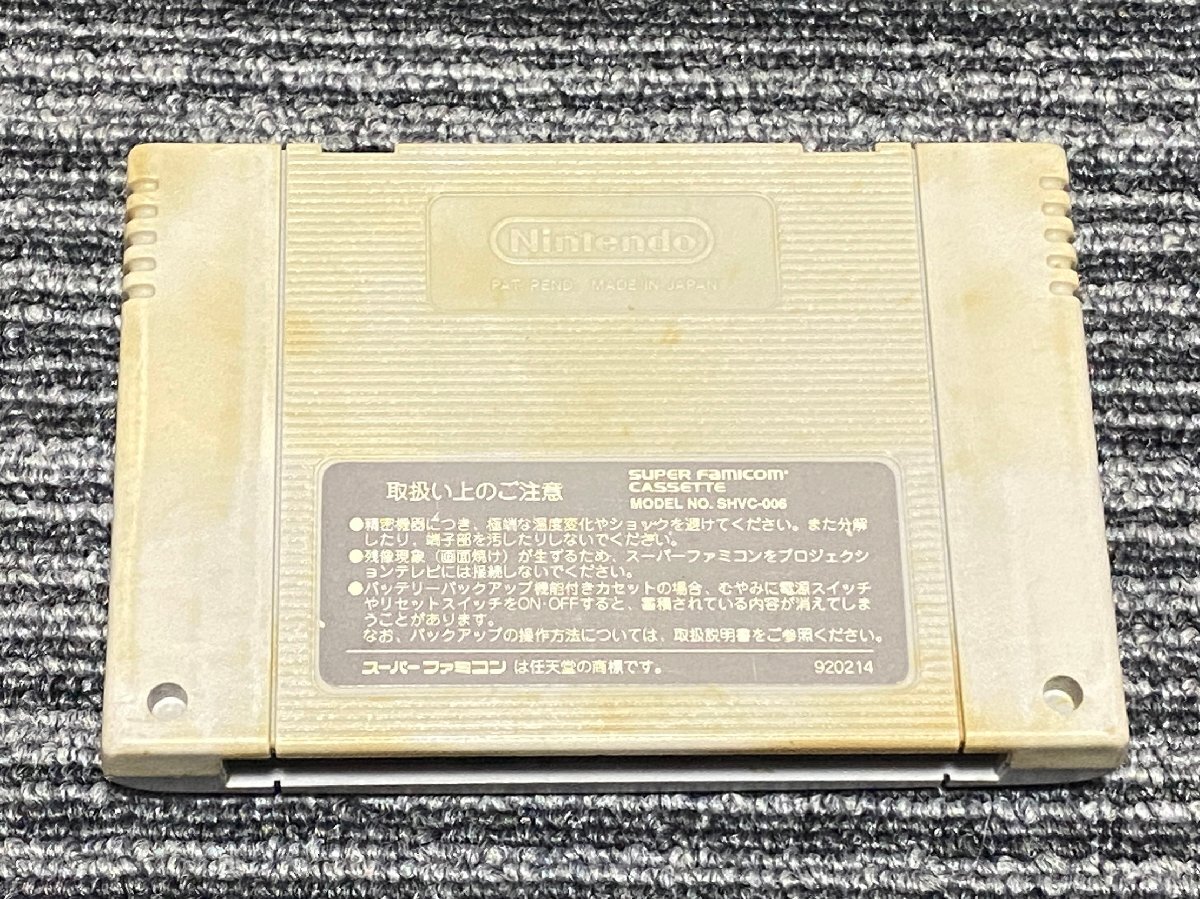 Nintendo
PAT. PEND. MADE IN JAPAN
取扱い上のご注意
SUPER Famicom
CASSETTE
MODEL NO. SHVC-006
●精密機器につき、極端な温度変化やショックを避けてください。また分解
したり、端子部を汚したりしないでください。
●残像現象（画面焼け）が生ずるため、スーパーファミコンをプロジェクシ
ョンテレビには接続しないでください。
●バッテリーバックアップ機能付きカセットの場合、むやみに電源スイッチ
やリセットスイッチをON・OFFすると、蓄積されている内容が消えてしま
うことがあります。
なお、バックアップの操作方法については、取扱説明書をご参照ください。
スーパーファミコンは任天堂の商標です。
920214